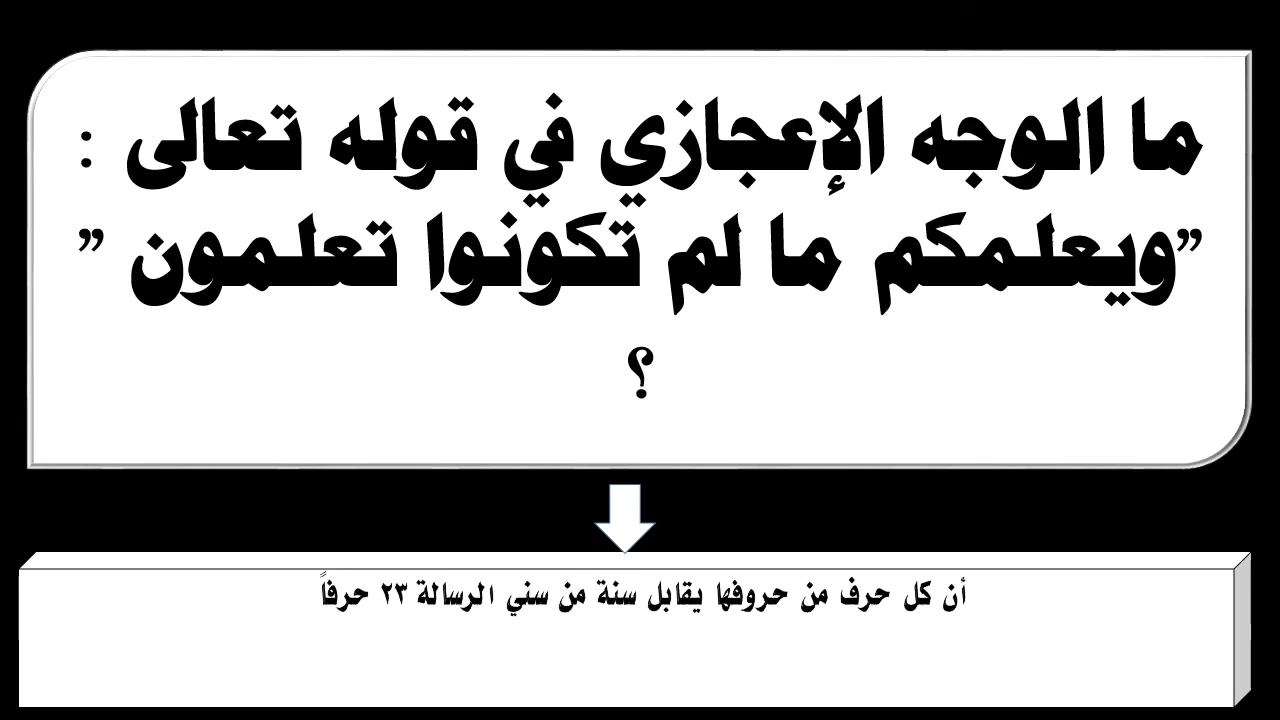 ما الوجه الإعجازي في قوله تعالى :
”ويعلمكم ما لم تكونوا تعلمون ”
؟
أن كل حرف من حروفها يقابل سنة من سني الرسالة ٢٣ حرفاً